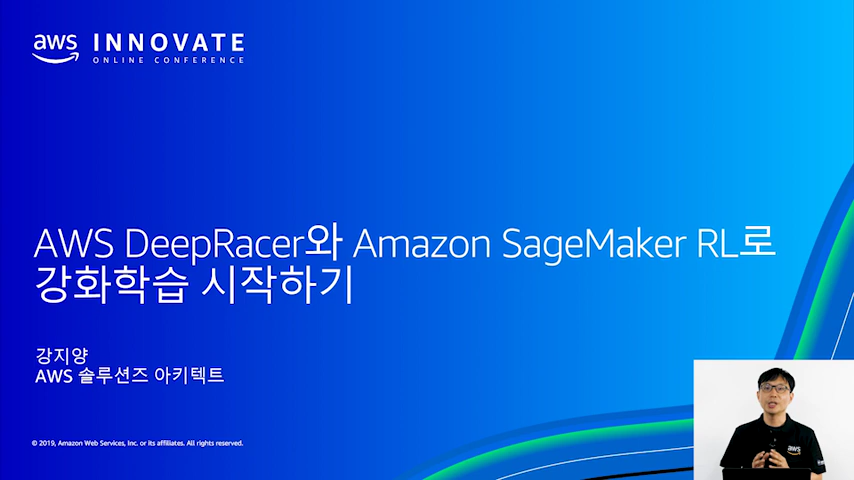 aws INNOVATE
ONLINE CONFERENCE
AWS DeepRacer와 Amazon SageMaker RL로
강화학습 시작하기
강지양
AWS 솔루션즈 아키텍트
© 2019, Amazon Web Services, Inc. or its affiliates. All rights reserved.
aws